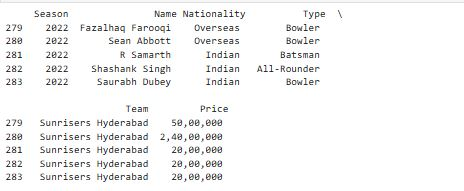 Season Name Nationality Type \
279 2022 Fazalhaq Farooqi Overseas Bowler
280 2022 Sean Abbott Overseas Bowler
281 2022 R Samarth Indian Batsman
282 2022 Shashank Singh Indian All-Rounder
283 2022 Saurabh Dubey Indian Bowler
Team Price
279 Sunrisers Hyderabad 50,00,000
280 Sunrisers Hyderabad 2,40,00,000
281 Sunrisers Hyderabad 20,00,000
282 Sunrisers Hyderabad 20,00,000
283 Sunrisers Hyderabad 20,00,000